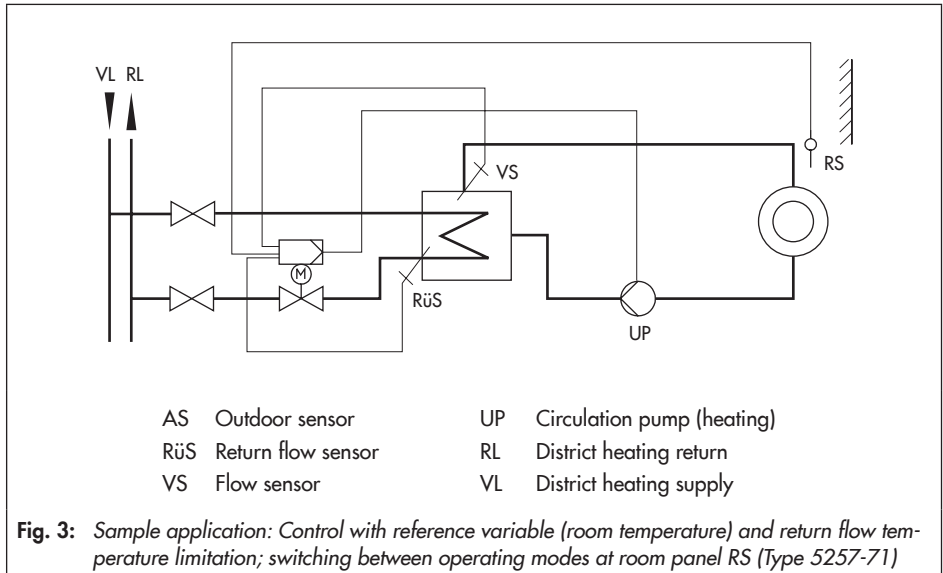 VL RL
RS
VS
M
RüS
UP
AS Outdoor sensor UP Circulation pump (heating)
RüS Return flow sensor RL District heating return
VS Flow sensor VL District heating supply
Fig. 3: Sample application: Control with reference variable (room temperature) and return flow tem-
perature limitation; switching between operating modes at room panel RS (Type 5257-71)